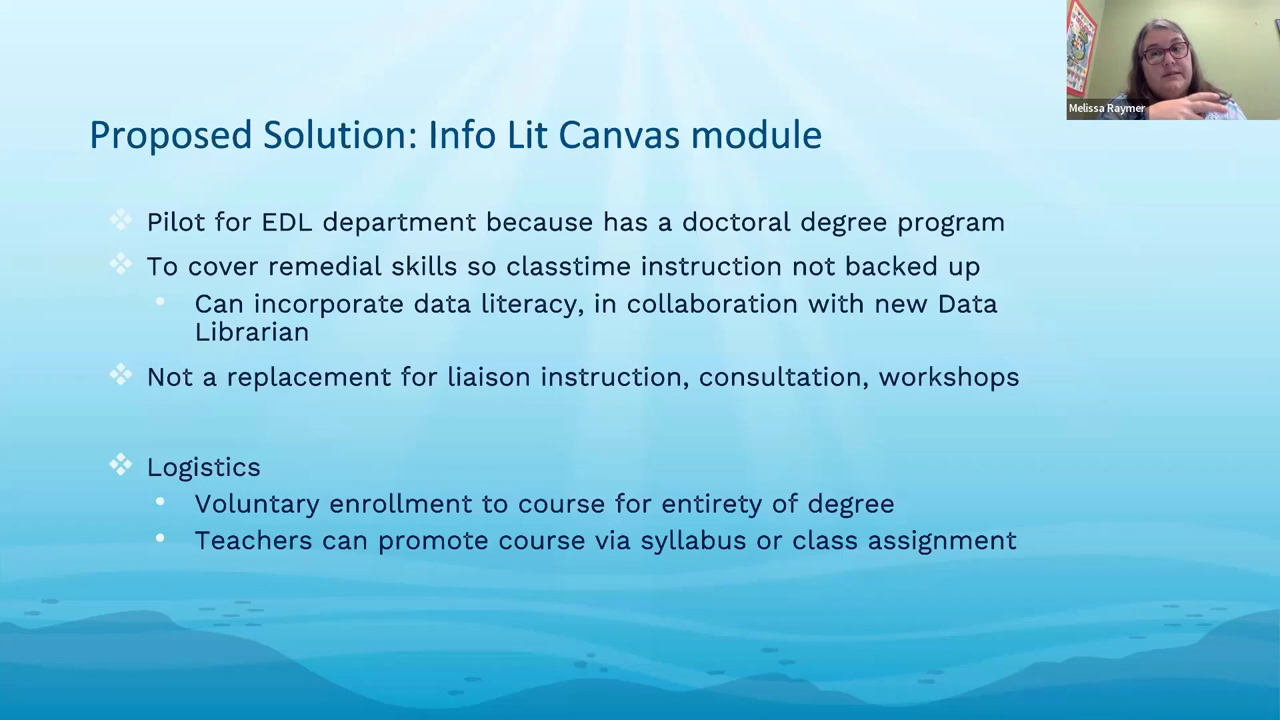 Proposed Solution: Info Lit Canvas module
Pilot for EDL department because has a doctoral degree program
To cover remedial skills so classtime instruction not backed up
Can incorporate data literacy, in collaboration with new Data
Librarian
Not a replacement for liaison instruction, consultation, workshops
Logistics
Voluntary enrollment to course for entirety of degree
Teachers can promote course via syllabus or class assignment
Melissa Raymer